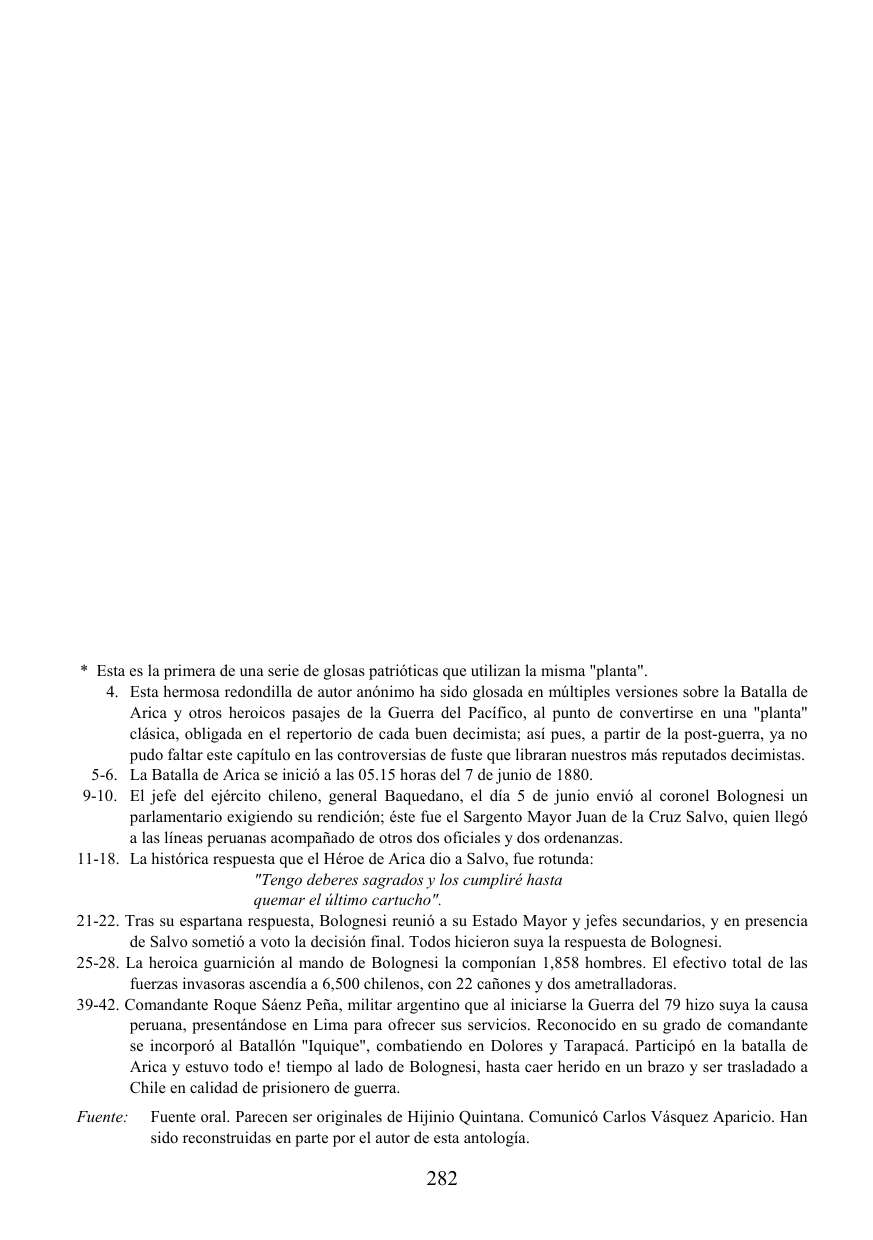 * Esta es la primera de una serie de glosas patrióticas que utilizan la misma "planta".
4. Esta hermosa redondilla de autor anónimo ha sido glosada en múltiples versiones sobre la Batalla de
Arica y otros heroicos pasajes de la Guerra del Pacífico, al punto de convertirse en una "planta"
clásica, obligada en el repertorio de cada buen decimista; así pues, a partir de la post-guerra, ya no
pudo faltar este capítulo en las controversias de fuste que libraran nuestros más reputados decimistas.
5-6. La Batalla de Arica se inició a las 05.15 horas del 7 de junio de 1880.
9-10. El jefe del ejército chileno, general Baquedano, el día 5 de junio envió al coronel Bolognesi un
parlamentario exigiendo su rendición; éste fue el Sargento Mayor Juan de la Cruz Salvo, quien llegó
a las líneas peruanas acompañado de otros dos oficiales y dos ordenanzas.
11-18. La histórica respuesta que el Héroe de Arica dio a Salvo, fue rotunda:
"Tengo deberes sagrados y los cumpliré hasta
quemar el último cartucho".
21-22. Tras su espartana respuesta, Bolognesi reunió a su Estado Mayor y jefes secundarios, y en presencia
de Salvo sometió a voto la decisión final. Todos hicieron suya la respuesta de Bolognesi.
25-28. La heroica guarnición al mando de Bolognesi la componían 1,858 hombres. El efectivo total de las
fuerzas invasoras ascendía a 6,500 chilenos, con 22 cañones y dos ametralladoras.
39-42. Comandante Roque Sáenz Peña, militar argentino que al iniciarse la Guerra del 79 hizo suya la causa
peruana, presentándose en Lima para ofrecer sus servicios. Reconocido en su grado de comandante
se incorporó al Batallón "Iquique", combatiendo en Dolores y Tarapacá. Participó en la batalla de
Arica y estuvo todo e! tiempo al lado de Bolognesi, hasta caer herido en un brazo y ser trasladado a
Chile en calidad de prisionero de guerra.
Fuente: Fuente oral. Parecen ser originales de Hijinio Quintana. Comunicó Carlos Vásquez Aparicio. Han
sido reconstruidas en parte por el autor de esta antología.
282